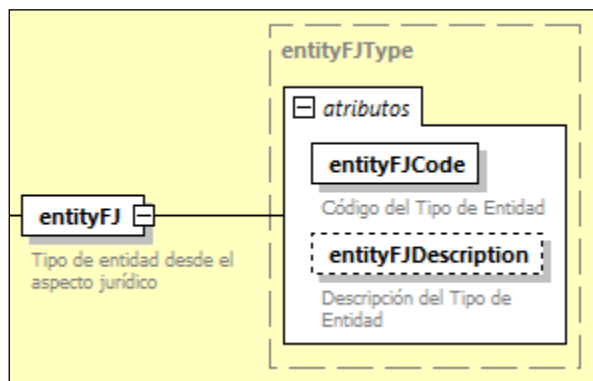 entityFJType
atributos
entityFJCode
Código del Tipo de Entidad
entityFJ
Tipo de entidad desde el
aspecto jurídico
entityFJDescription
Descripción del Tipo de
Entidad